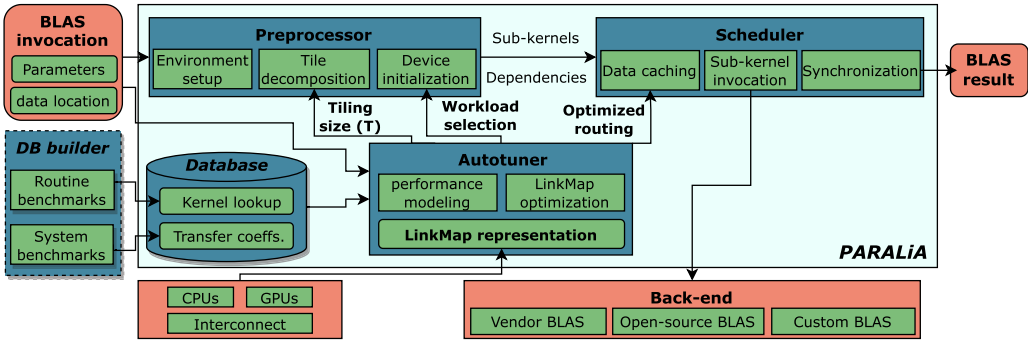 BLAS
invocation
Parameters
data location
Preprocessor
Environment
setup
Tile
decomposition
Device
initialization
Sub-kernels
Dependencies
Scheduler
Data caching
Sub-kernel
invocation
Synchronization
BLAS
result
Tiling
size (T)
Workload
selection
Optimized
routing
DB builder
Routine
benchmarks
System
benchmarks
Database
Kernel lookup
Transfer coeffs.
Autotuner
performance
modeling
LinkMap
optimization
LinkMap representation
PARALiA
CPUs
GPUs
Interconnect
Back-end
Vendor BLAS
Open-source BLAS
Custom BLAS